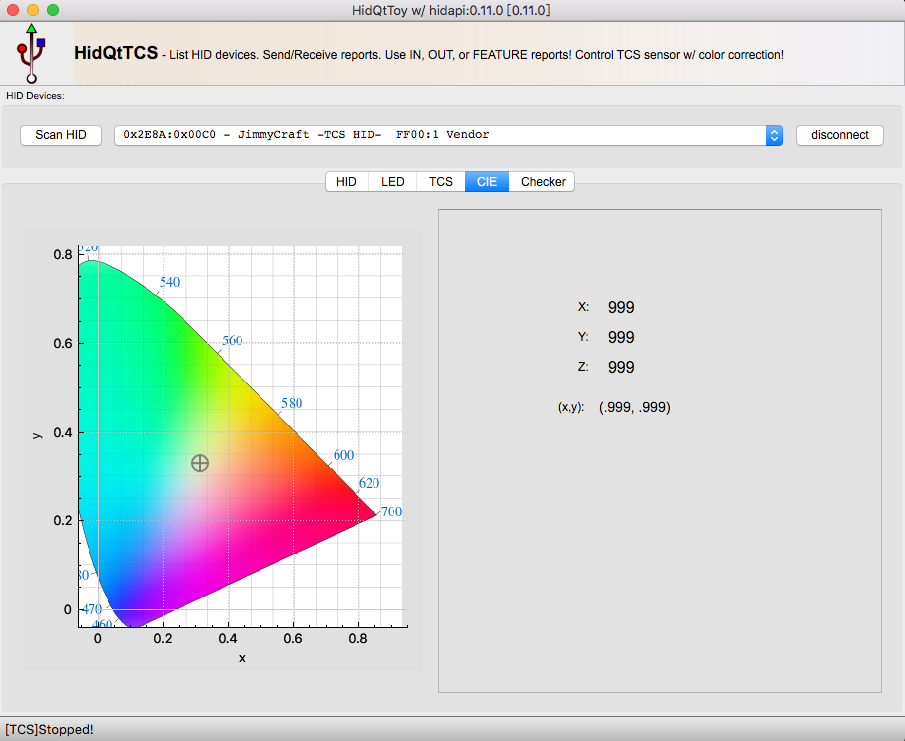 HidQtToy w/ hidapi:0.11.0 [0.11.0]
HidQtTCS - List HID devices. Send/Receive reports. Use IN, OUT, or FEATURE reports! Control TCS sensor w/ color correction!
HID Devices:
Scan HID 0x2E8A:0x00C0 - JimmyCraft -TCS HID- FF00:1 Vendor disconnect
HID LED TCS CIE Checker
0.8
0.6
0.4
0.2
0
y
540
560
580
600
620
700
470
460
0 0.2 0.4 0.6 0.8
x
X: 999
Y: 999
Z: 999
(x,y): (.999, .999)
[TCS]Stopped!